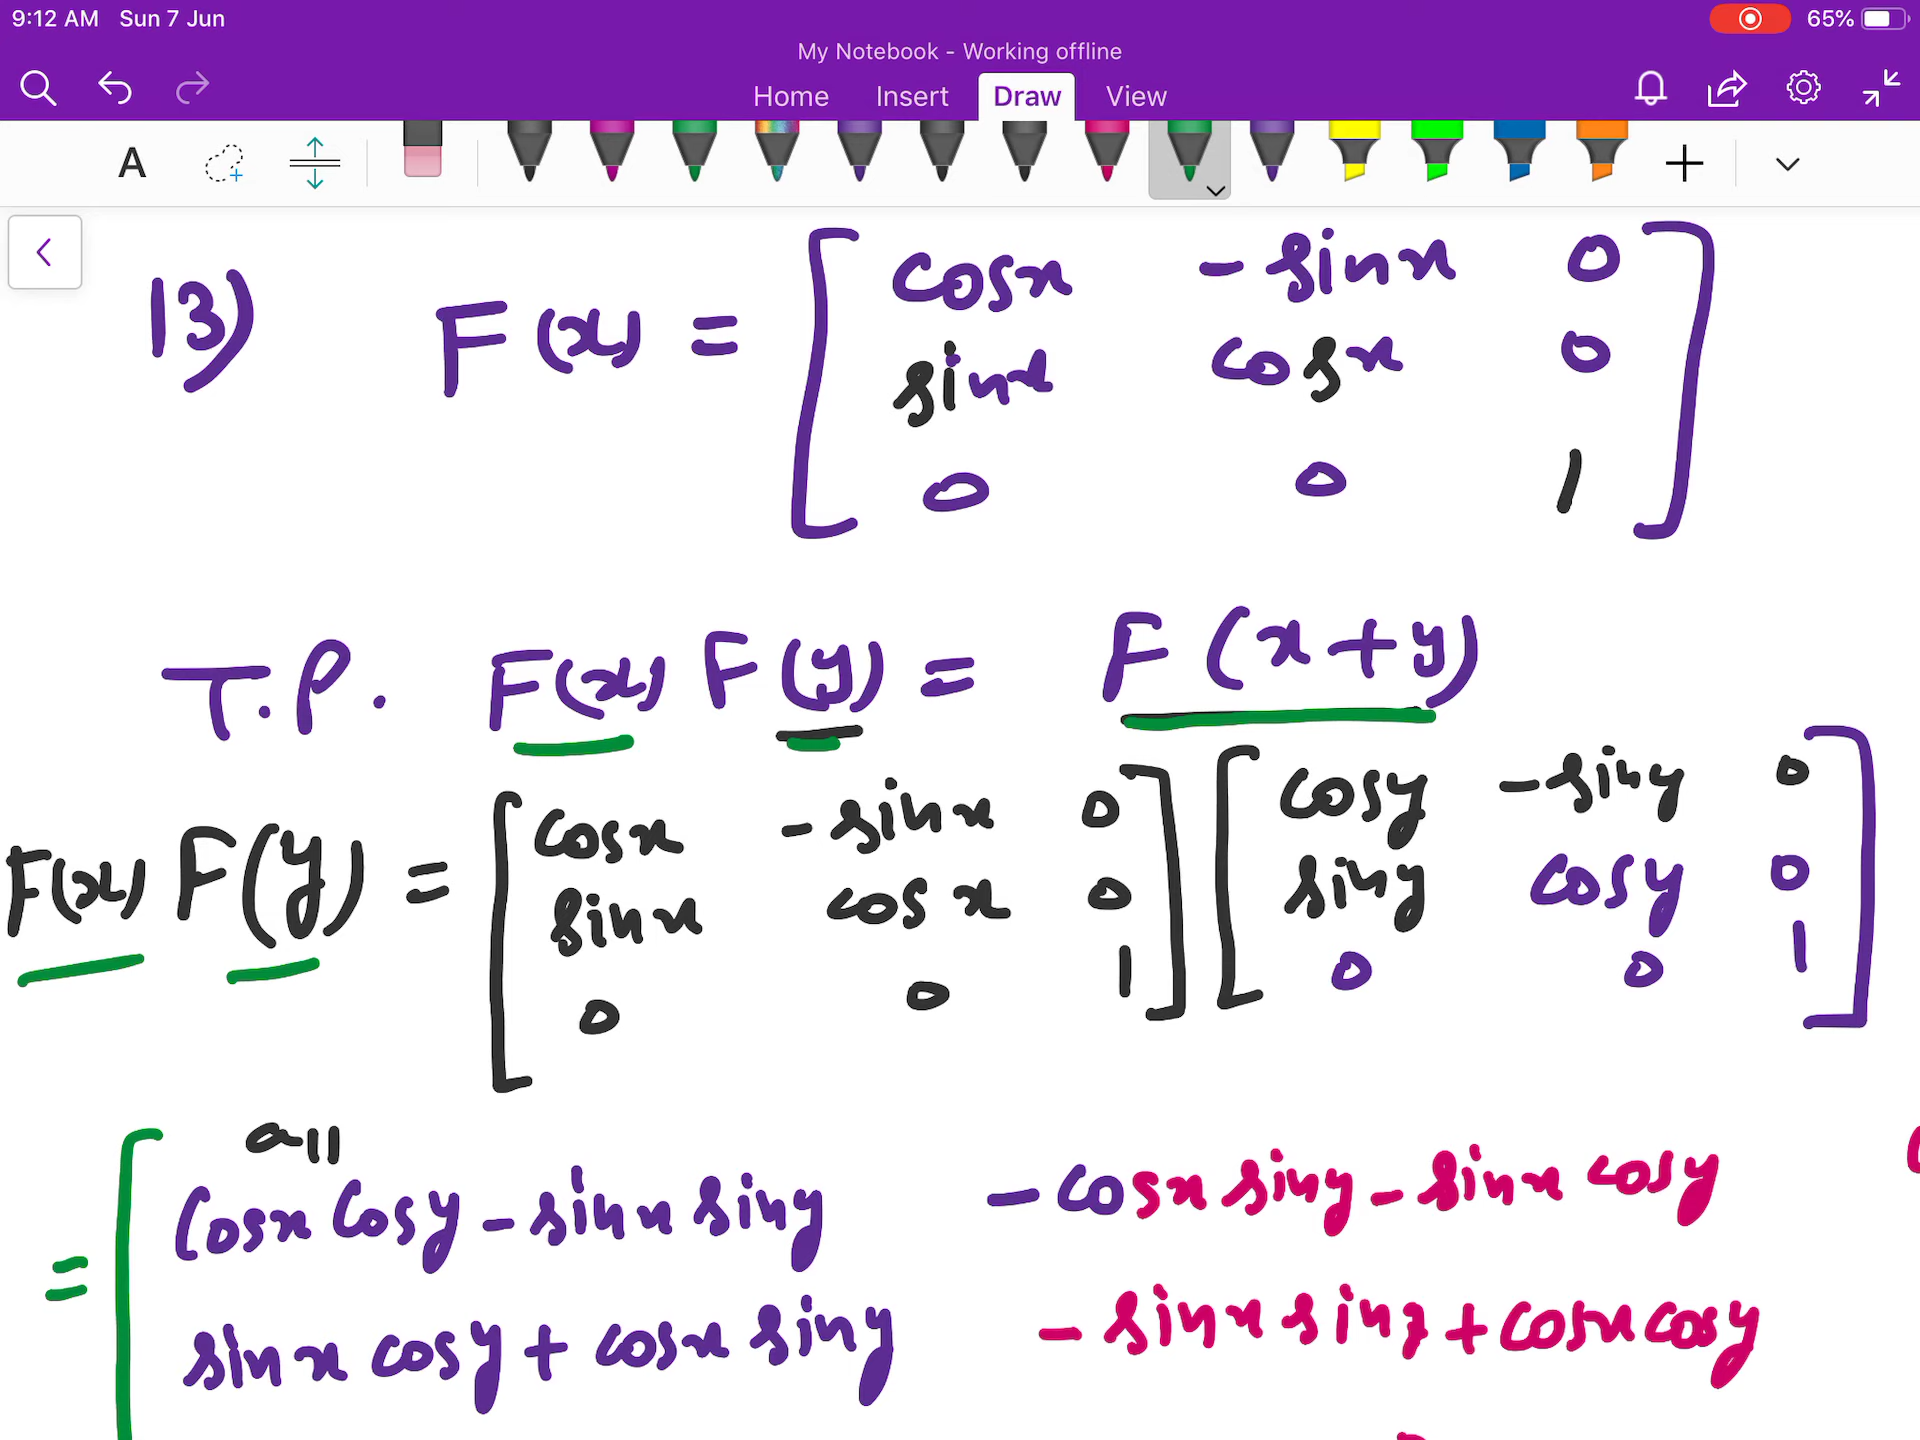 9:12 AM Sun 7 Jun 65%
My Notebook - Working offline
Home Insert Draw View
A
13) F(x) = [ cosx -sinx 0
sinx cosx 0
0 0 1 ]
T.P. F(x) F(y) = F(x+y)
F(x) F(y) = [ cosx -sinx 0 ] [ cosy -siny 0 ]
sinx cosx 0 siny cosy 0
0 0 1 0 0 1
a11
= [ Cosx Cosy - sinx siny -cosx siny - sinx cosy
sinx cosy + cosx siny -sinx siny + cosx cosy